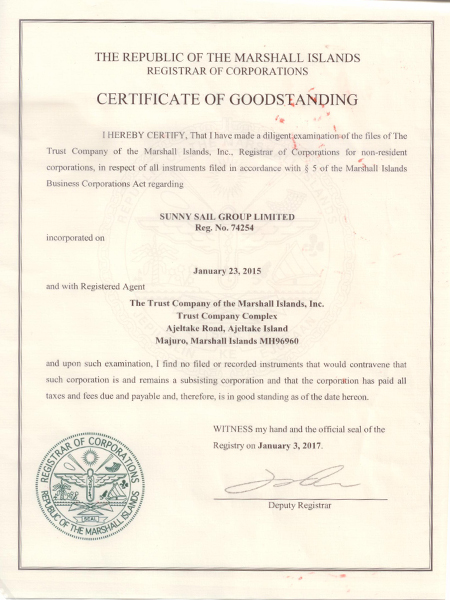 THE REPUBLIC OF THE MARSHALL ISLANDS
REGISTRAR OF CORPORATIONS
CERTIFICATE OF GOODSTANDING
I HEREBY CERTIFY, That I have made a diligent examination of the files of The
Trust Company of the Marshall Islands, Inc., Registrar of Corporations for non-resident
corporations, in respect of all instruments filed in accordance with § 5 of the Marshall Islands
Business Corporations Act regarding
SUNNY SAIL GROUP LIMITED
Reg. No. 74254
incorporated on
January 23, 2015
and with Registered Agent
The Trust Company of the Marshall Islands, Inc.
Trust Company Complex
Ajeltake Road, Ajeltake Island
Majuro, Marshall Islands MH96960
and upon such examination, I find no filed or recorded instruments that would contravene that
such corporation is and remains a subsisting corporation and that the corporation has paid all
taxes and fees due and payable and, therefore, is in good standing as of the date hereon.
WITNESS my hand and the official seal of the
Registry on January 3, 2017.
Deputy Registrar
REGISTRAR OF CORPORATIONS
REPUBLIC OF THE MARSHALL ISLANDS
SEAL